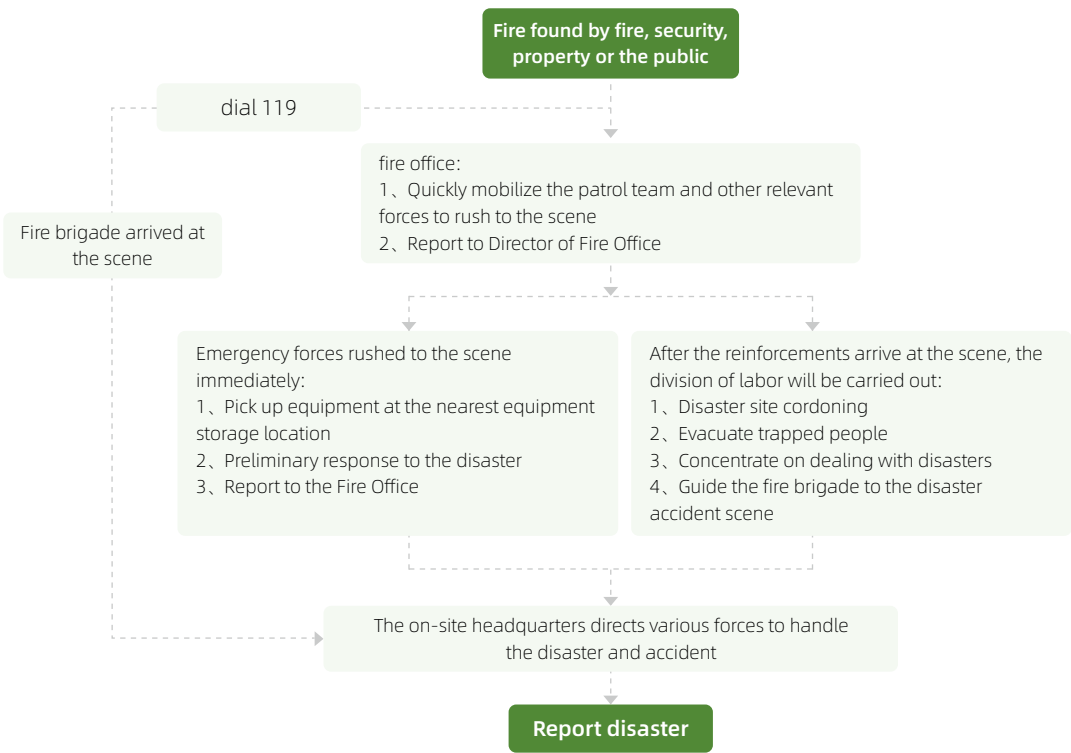 Fire found by fire, security,
property or the public
dial 119
fire office:
1、Quickly mobilize the patrol team and other relevant
forces to rush to the scene
2、Report to Director of Fire Office
Fire brigade arrived at
the scene
Emergency forces rushed to the scene
immediately:
1、Pick up equipment at the nearest equipment
storage location
2、Preliminary response to the disaster
3、Report to the Fire Office
After the reinforcements arrive at the scene, the
division of labor will be carried out:
1、Disaster site cordoning
2、Evacuate trapped people
3、Concentrate on dealing with disasters
4、Guide the fire brigade to the disaster
accident scene
The on-site headquarters directs various forces to handle
the disaster and accident
Report disaster